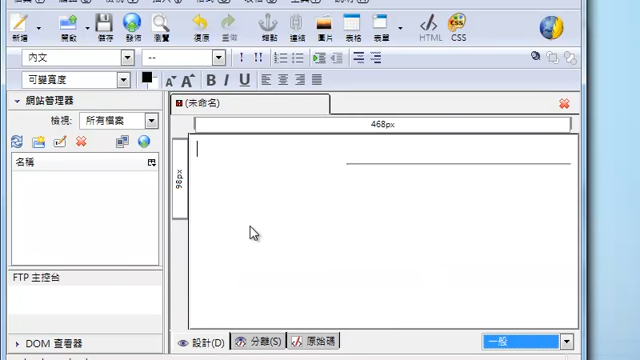 新增 開啟 儲存 發佈 瀏覽 復原 重做 錨點 連結 圖片 表格 表單 HTML CSS
內文 -- ! !!
可變寬度 A A B I U
網站管理器
檢視: 所有檔案
名稱
FTP 主控台
DOM 查看器
(未命名)
468px
98px
設計(D) 分離(S) 原始碼
一般